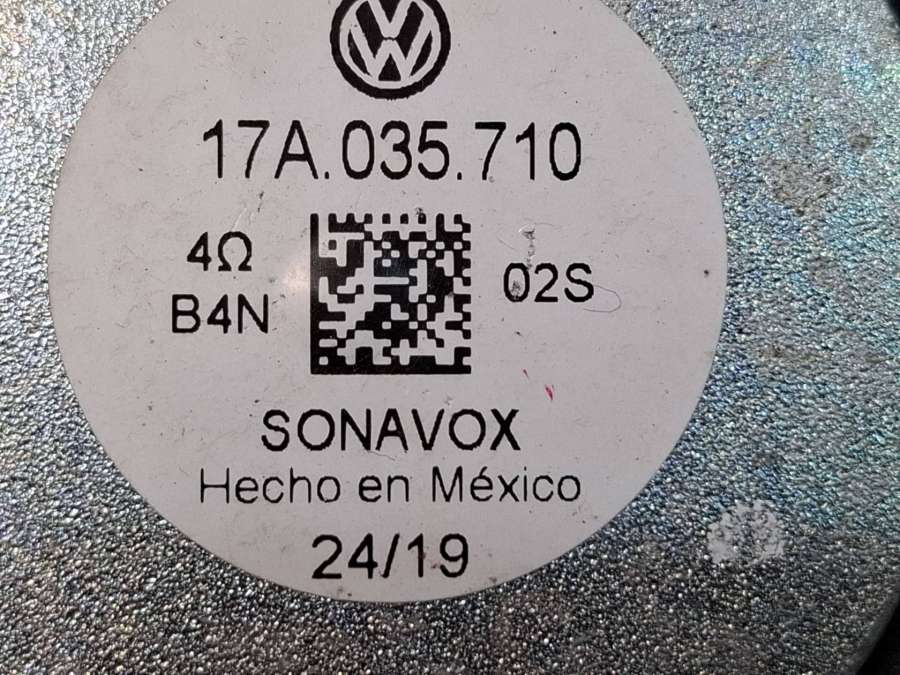 17A.035.710
4Ω
B4N
02S
SONAVOX
Hecho en México
24/19